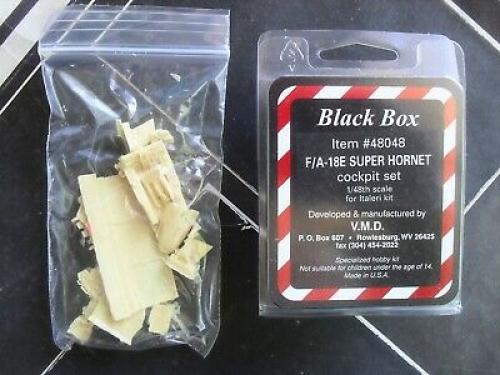 Black Box
Item #48048
F/A-18E SUPER HORNET
cockpit set
1/48th scale
for Italeri kit
Developed & manufactured by
V.M.D.
P. O. Box 607 • Rowlesburg, WV 26425
fax (304) 454-2022
Specialized hobby kit
Not suitable for children under the age of 14.
Made in U.S.A.